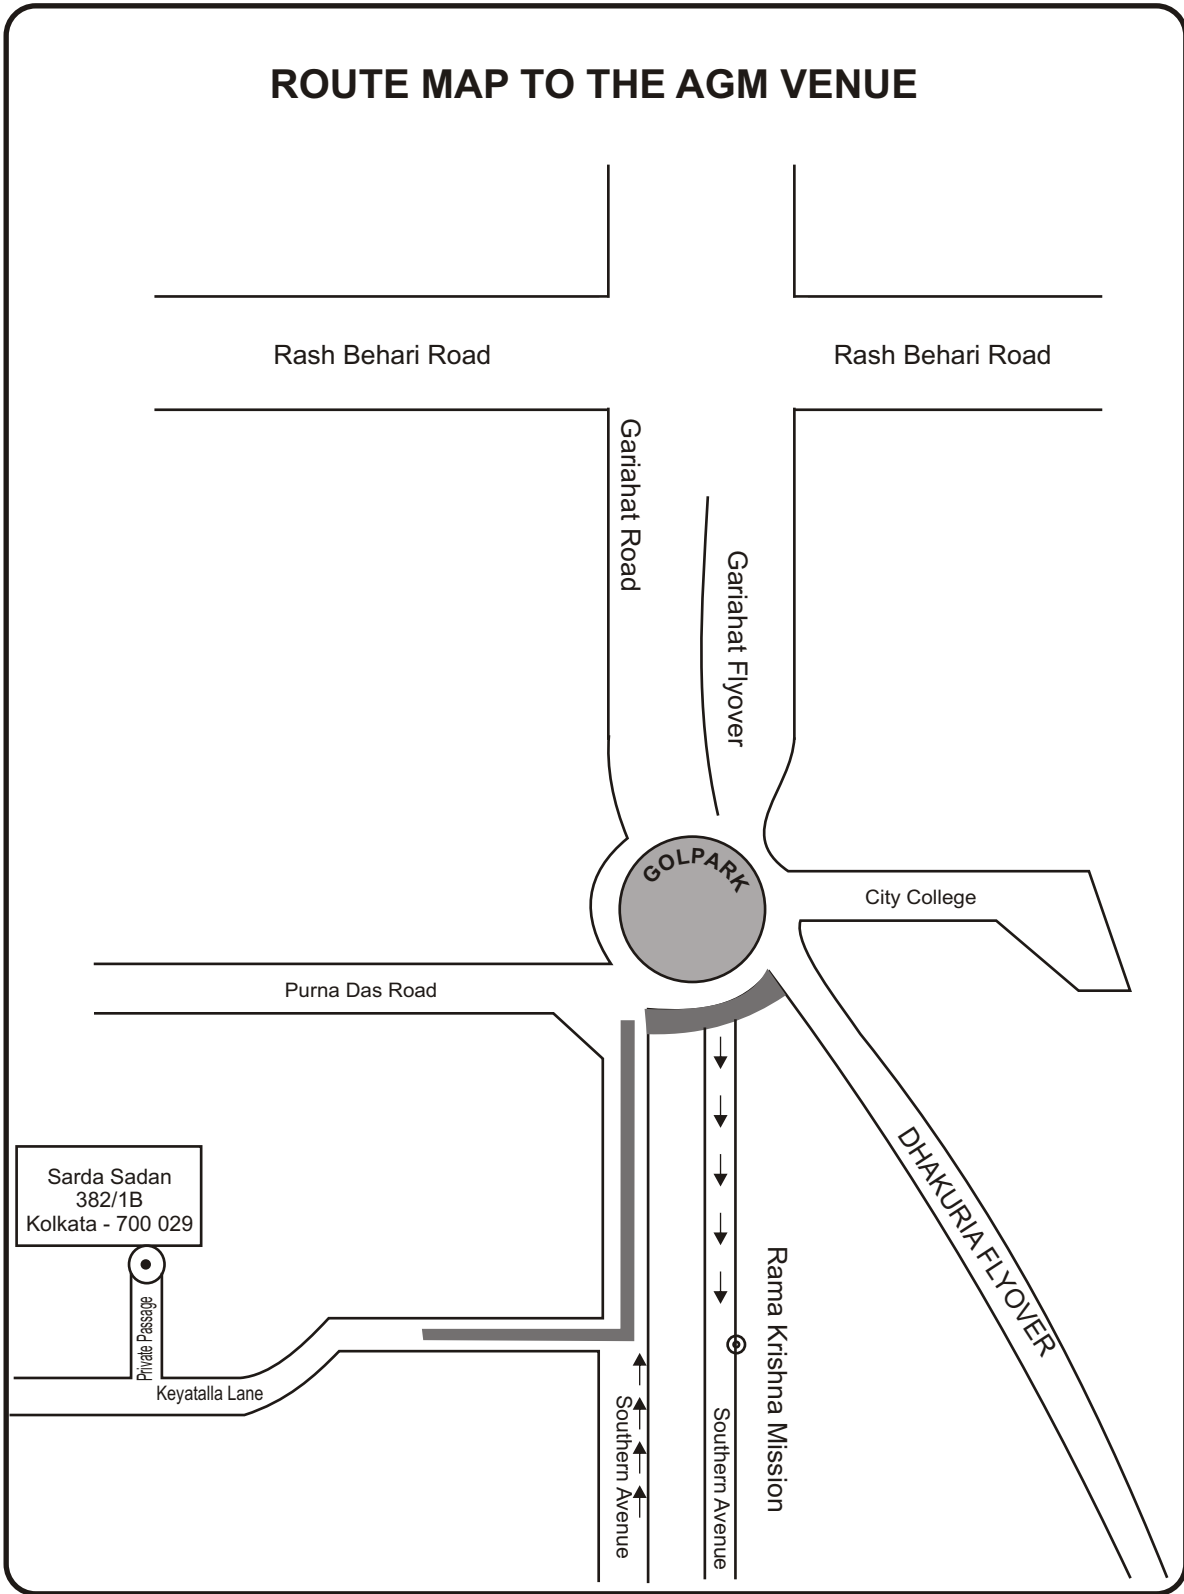 ROUTE MAP TO THE AGM VENUE
Rash Behari Road
Rash Behari Road
Gariahat Road
Gariahat Flyover
GOLPARK
City College
Purna Das Road
DHAKURIA FLYOVER
Sarda Sadan
382/1B
Kolkata - 700 029
Private Passage
Keyatalla Lane
Southern Avenue
Southern Avenue
Rama Krishna Mission